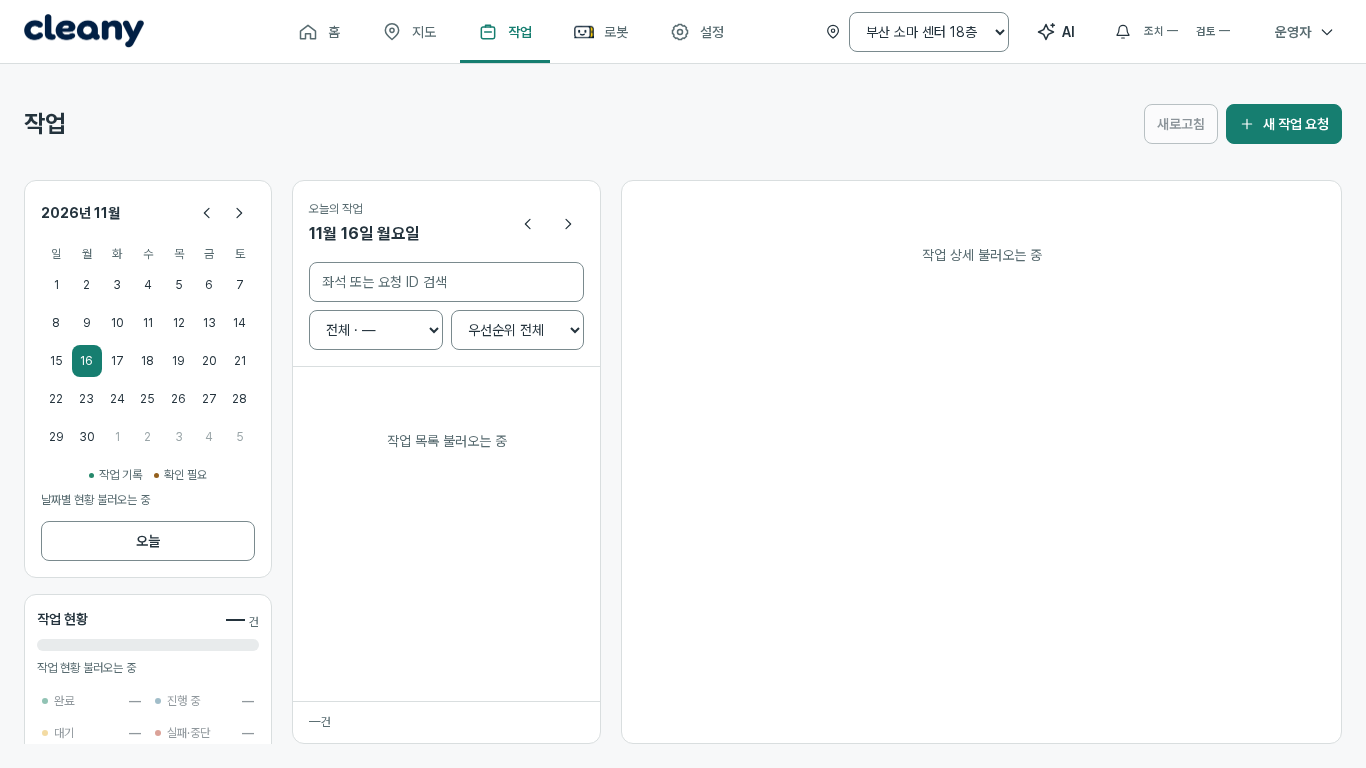 cleany
홈
지도
작업
로봇
설정
부산 소마 센터 18층
AI
조치 —
검토 —
운영자
작업
새로고침
새 작업 요청
2026년 11월
일 월 화 수 목 금 토
1 2 3 4 5 6 7
8 9 10 11 12 13 14
15 16 17 18 19 20 21
22 23 24 25 26 27 28
29 30 1 2 3 4 5
작업 기록 확인 필요
날짜별 현황 불러오는 중
오늘
작업 현황 — 건
작업 현황 불러오는 중
완료 — 진행 중 —
대기 — 실패·중단 —
오늘의 작업
11월 16일 월요일
좌석 또는 요청 ID 검색
전체 · —
우선순위 전체
작업 목록 불러오는 중
—건
작업 상세 불러오는 중